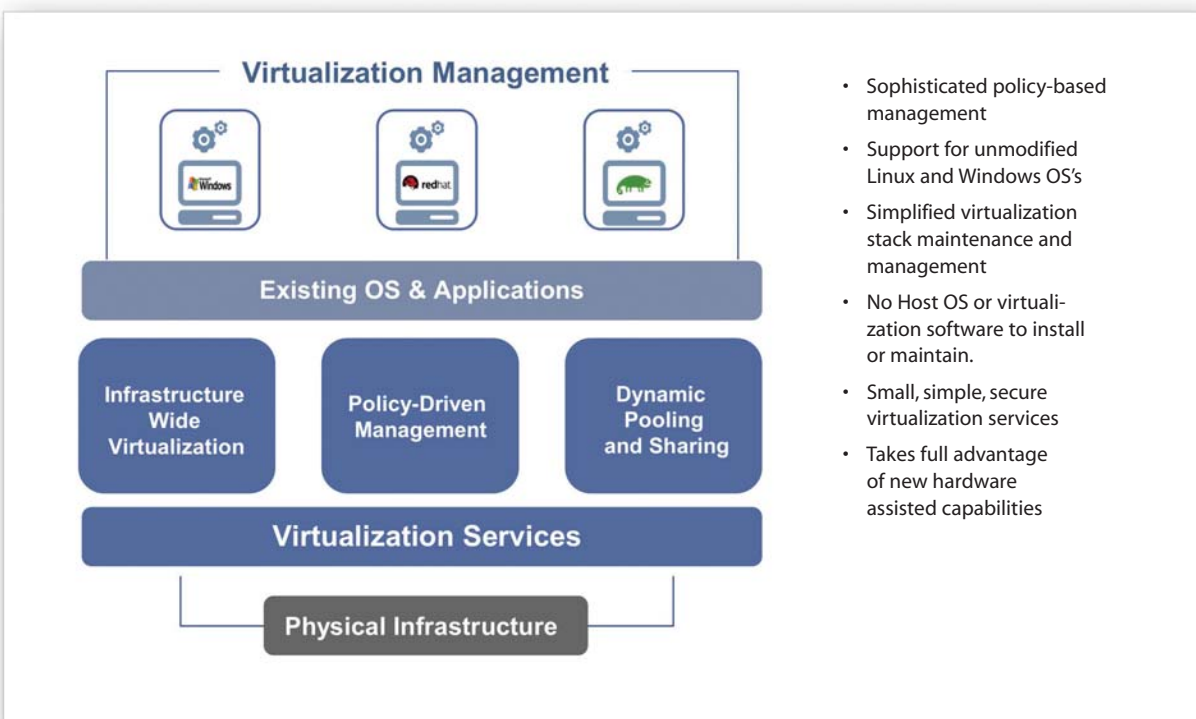 Virtualization Management
Windows
redhat
Existing OS & Applications
Infrastructure
Wide
Virtualization
Policy-Driven
Management
Dynamic
Pooling
and Sharing
Virtualization Services
Physical Infrastructure
• Sophisticated policy-based
management
• Support for unmodified
Linux and Windows OS's
• Simplified virtualization
stack maintenance and
management
• No Host OS or virtuali-
zation software to install
or maintain.
• Small, simple, secure
virtualization services
• Takes full advantage
of new hardware
assisted capabilities